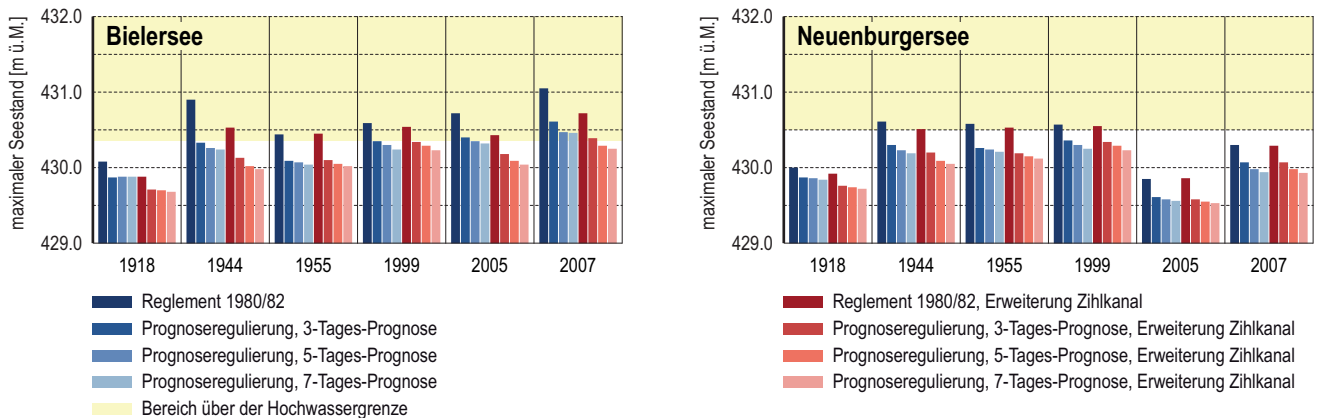 maximaler Seestand [m ü.M.]
432.0
431.0
430.0
429.0
Bielersee
1918 1944 1955 1999 2005 2007
Reglement 1980/82
Prognoseregulierung, 3-Tages-Prognose
Prognoseregulierung, 5-Tages-Prognose
Prognoseregulierung, 7-Tages-Prognose
Bereich über der Hochwassergrenze
maximaler Seestand [m ü.M.]
432.0
431.0
430.0
429.0
Neuenburgersee
1918 1944 1955 1999 2005 2007
Reglement 1980/82, Erweiterung Zihlkanal
Prognoseregulierung, 3-Tages-Prognose, Erweiterung Zihlkanal
Prognoseregulierung, 5-Tages-Prognose, Erweiterung Zihlkanal
Prognoseregulierung, 7-Tages-Prognose, Erweiterung Zihlkanal